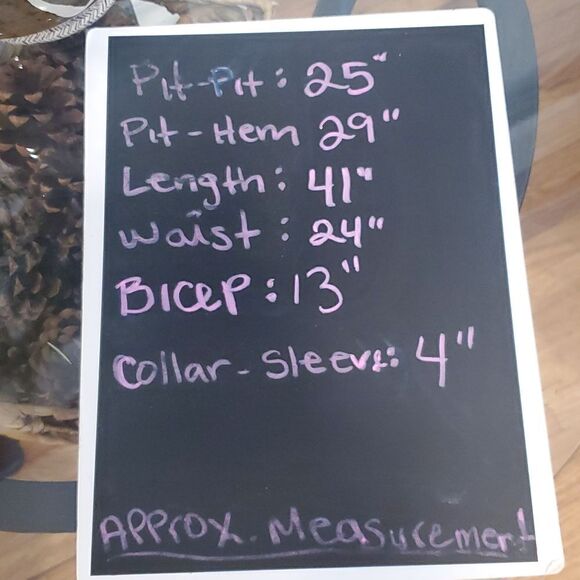 Pit-Pit: 25"
Pit-Hem 29"
Length: 41"
Waist: 24"
BICEP: 13"
Collar-Sleeve: 4"
APProx. Measurement